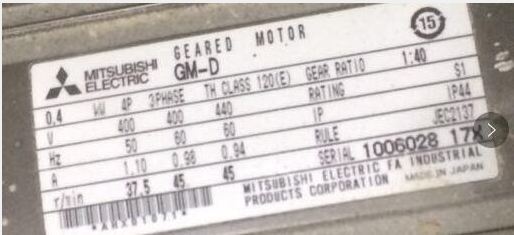 15
MITSUBISHI ELECTRIC
GEARED MOTOR
GM-D
0.4 kW 4P 3PHASE TH CLASS 120(E) GEAR RATIO 1:40
V 400 400 440 RATING S1
Hz 50 60 60 IP IP44
A 1.10 0.98 0.94 RULE JEC2137
r/min 37.5 45 45 SERIAL 1006028 17X
MITSUBISHI ELECTRIC FA INDUSTRIAL
PRODUCTS CORPORATION MADE IN JAPAN